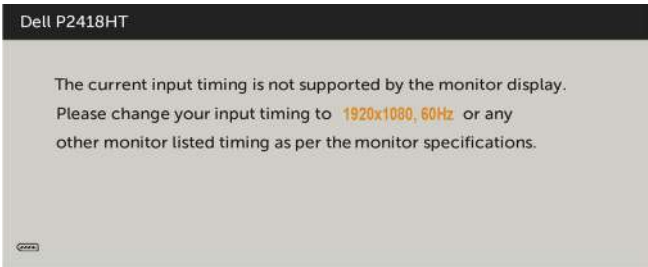 Dell P2418HT
The current input timing is not supported by the monitor display.
Please change your input timing to 1920x1080, 60Hz or any
other monitor listed timing as per the monitor specifications.